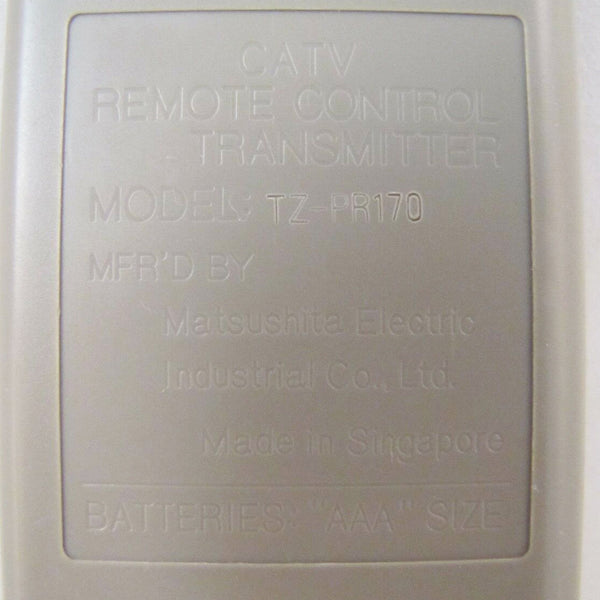 CATV
REMOTE CONTROL
TRANSMITTER
MODEL: TZ-PR170
MFR'D BY
Matsushita Electric
Industrial Co., Ltd.
Made in Singapore
BATTERIES: "AAA" SIZE